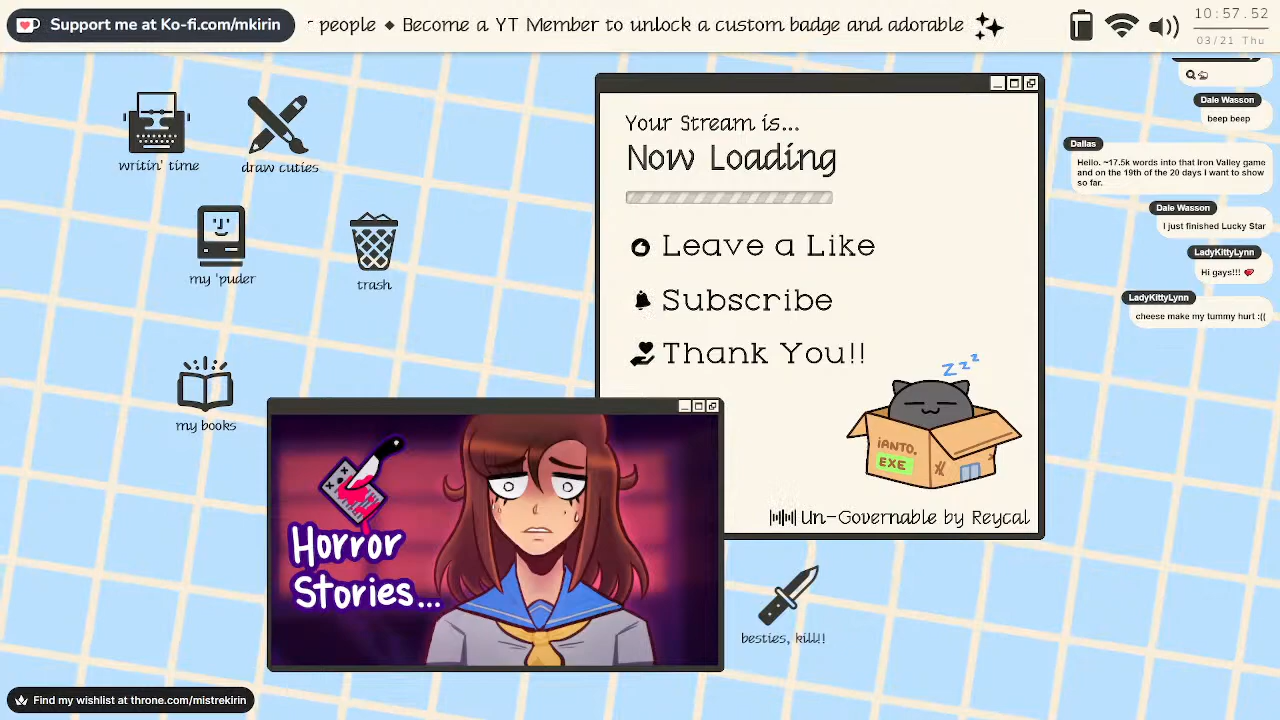 Support me at Ko-fi.com/mkirin
people ◆ Become a YT Member to unlock a custom badge and adorable
10:57.52
03/21 Thu
writin' time
draw cuties
my 'puder
trash
my books
Your Stream is...
Now Loading
Leave a Like
Subscribe
Thank You!!
z z z
iANTO.
EXE
Un-Governable by Reycal
Horror
Stories...
besties, kill!!
Dale Wasson
beep beep
Dallas
Hello. ~17.5k words into that Iron Valley game
and on the 19th of the 20 days I want to show
so far.
Dale Wasson
I just finished Lucky Star
LadyKittyLynn
Hi gays!!!
LadyKittyLynn
cheese make my tummy hurt :((
Find my wishlist at throne.com/mistrekirin